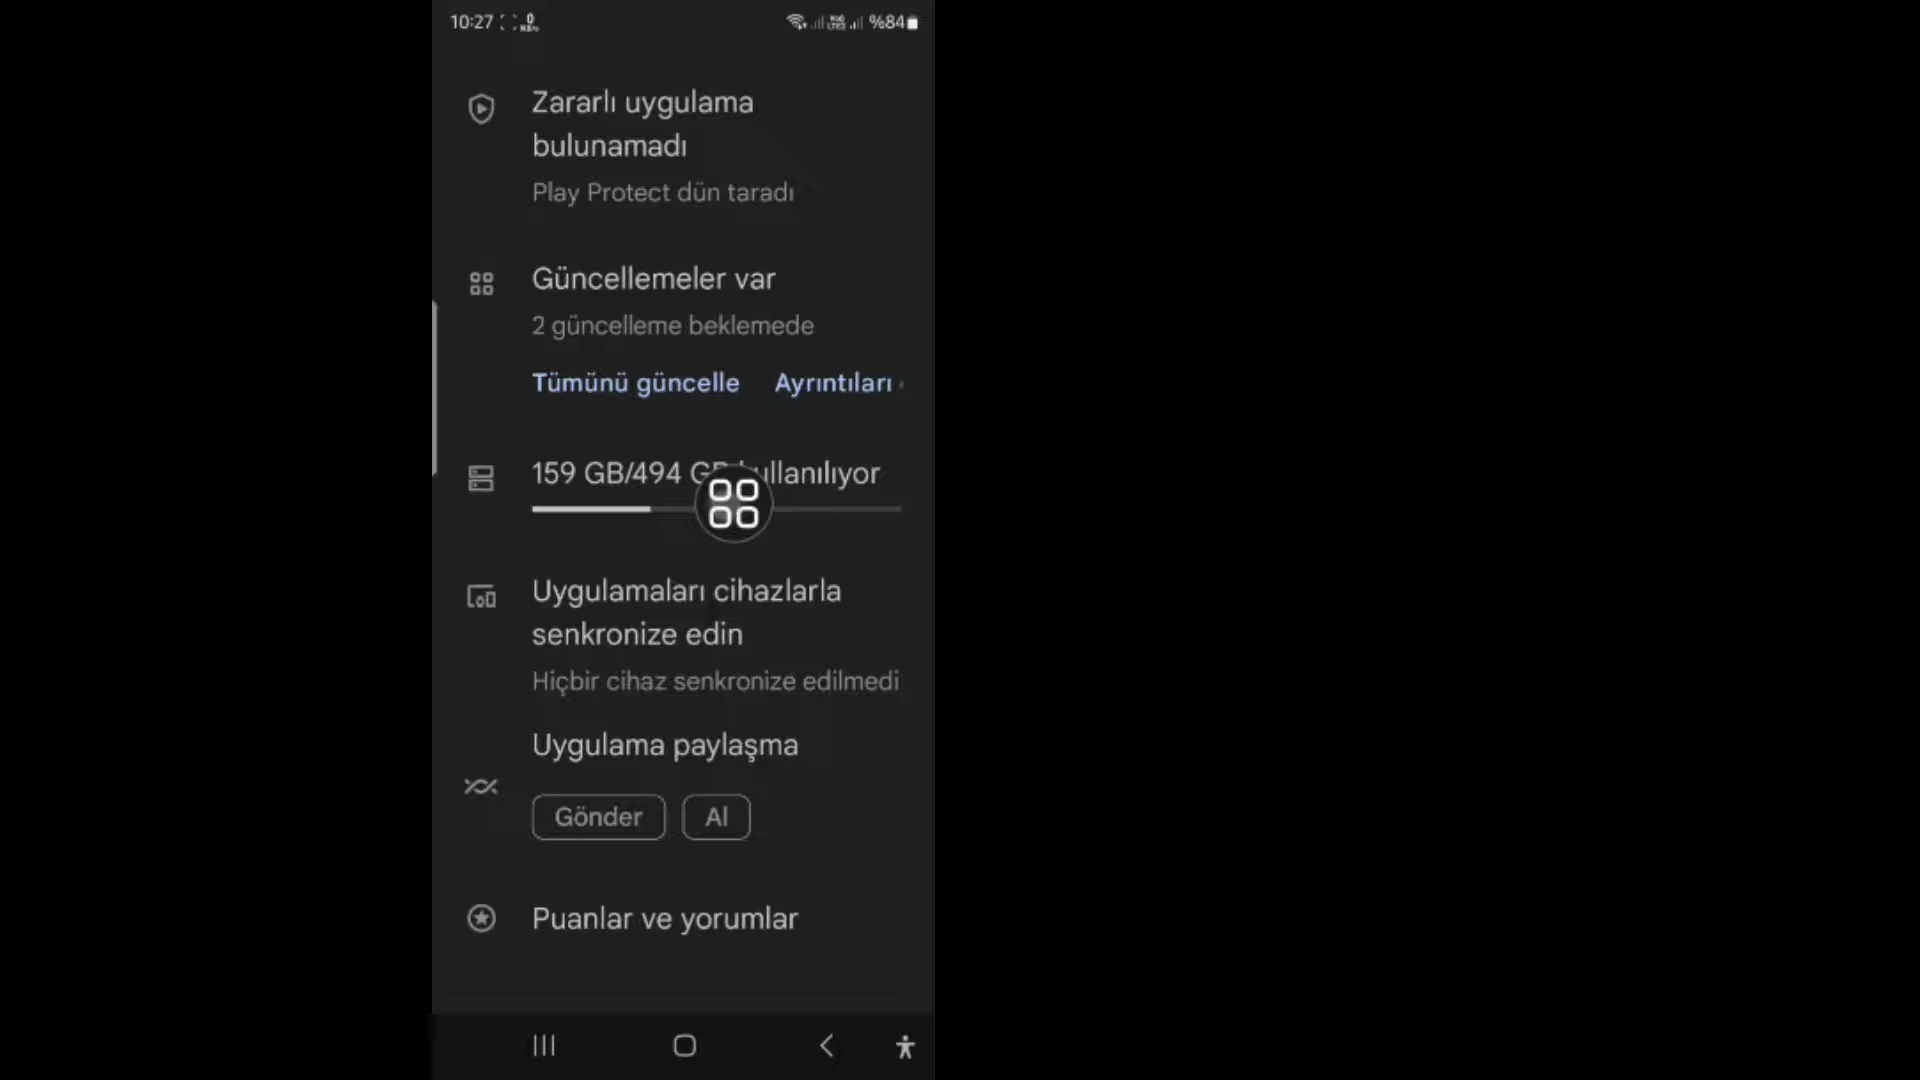 10:27
%84
Zararlı uygulama
bulunamadı
Play Protect dün taradı
Güncellemeler var
2 güncelleme beklemede
Tümünü güncelle Ayrıntıları
159 GB/494 kullanılıyor
Uygulamaları cihazlarla
senkronize edin
Hiçbir cihaz senkronize edilmedi
Uygulama paylaşma
Gönder Al
Puanlar ve yorumlar